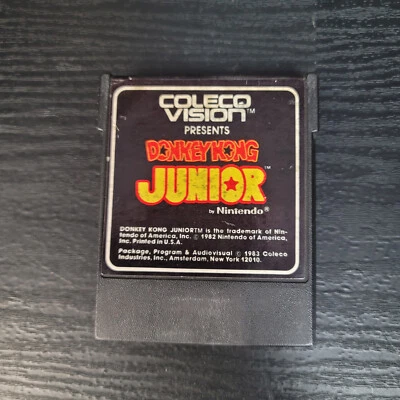 COLECO
VISION™
PRESENTS
DONKEY KONG
JUNIOR
by Nintendo®
DONKEY KONG JUNIOR™ is the trademark of Nin-
tendo of America, Inc. © 1982 Nintendo of America,
Inc. Printed in U.S.A.
Package, Program & Audiovisual ℗ 1983 Coleco
Industries, Inc., Amsterdam, New York 12010.